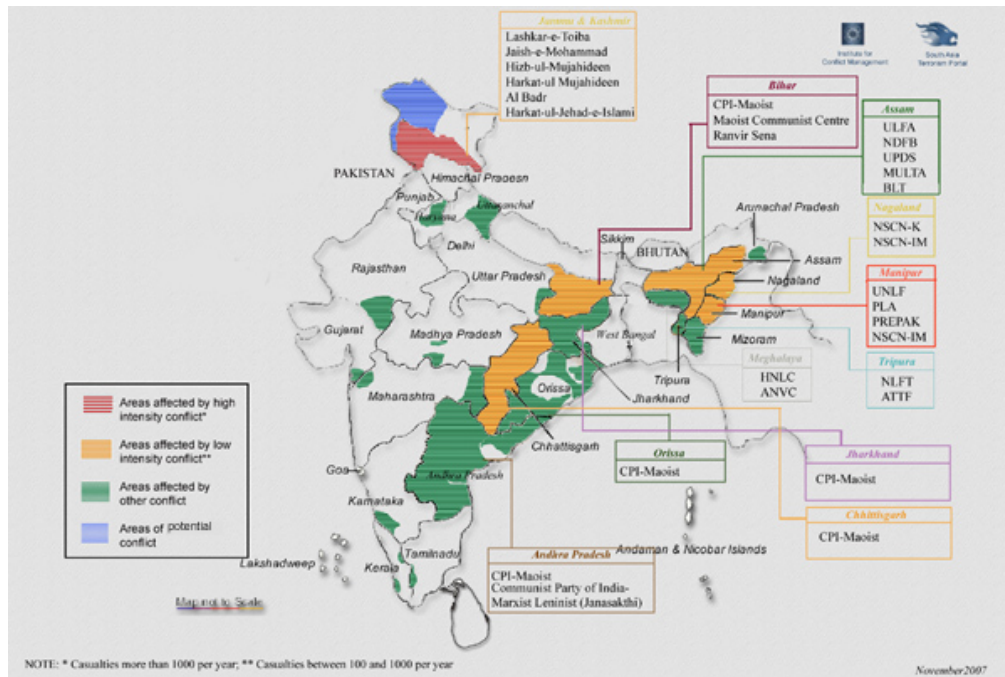 Jammu & Kashmir
Lashkar-e-Toiba
Jaish-e-Mohammad
Hizb-ul-Mujahideen
Harkat-ul Mujahideen
Al Badr
Harkat-ul-Jehad-e-Islami
Institute for
Conflict Management
South Asia
Terrorism Portal
Bihar
CPI-Maoist
Maoist Communist Centre
Ranvir Sena
Assam
ULFA
NDFB
UPDS
MULTA
BLT
Nagaland
NSCN-K
NSCN-IM
Manipur
UNLF
PLA
PREPAK
NSCN-IM
Tripura
NLFT
ATTF
Meghalaya
HNLC
ANVC
PAKISTAN
Himachal Pradesh
Punjab
Haryana
Uttaranchal
Delhi
Rajasthan
Uttar Pradesh
Sikkim
BHUTAN
Arunachal Pradesh
Assam
Nagaland
Manipur
Mizoram
Tripura
Gujarat
Madhya Pradesh
West Bangal
Orissa
Jharkhand
Maharashtra
Chhattisgarh
Goa
Andhra Pradesh
Karnataka
Tamilnadu
Kerala
Lakshadweep
Andaman & Nicobar Islands
Areas affected by high
intensity conflict*
Areas affected by low
intensity conflict**
Areas affected by
other conflict
Areas of potential
conflict
Map not to Scale
Orissa
CPI-Maoist
Jharkhand
CPI-Maoist
Chhittisgarh
CPI-Maoist
Andhra Pradesh
CPI-Maoist
Communist Party of India-
Marxist Leninist (Janasakthi)
NOTE: * Casualties more than 1000 per year; ** Casualties between 100 and 1000 per year
November2007